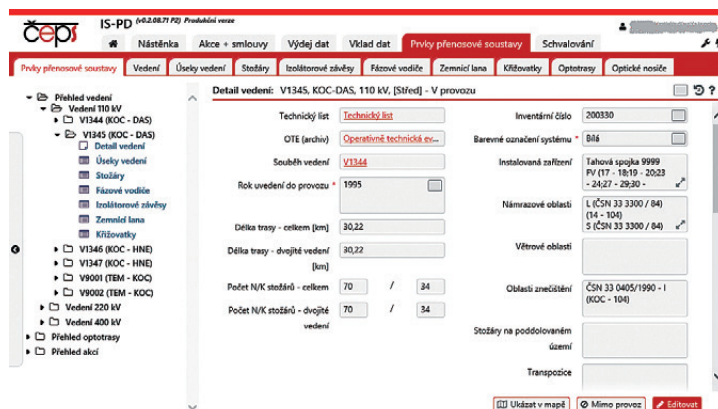 čeps
IS-PD (v0.2.08.71 P2) Produkční verze
Nástěnka Akce + smlouvy Výdej dat Vklad dat Prvky přenosové soustavy Schvalování
Prvky přenosové soustavy Vedení Úseky vedení Stožáry Izolátorové závěsy Fázové vodiče Zemnící lana Křižovatky Optotrasy Optické nosiče
Přehled vedení
Vedení 110 kV
V1344 (KOC - DAS)
V1345 (KOC - DAS)
Detail vedení
Úseky vedení
Stožáry
Fázové vodiče
Izolátorové závěsy
Zemnící lana
Křižovatky
V1346 (KOC - HNE)
V1347 (KOC - HNE)
V9001 (TEM - KOC)
V9002 (TEM - KOC)
Vedení 220 kV
Vedení 400 kV
Přehled optotrasy
Přehled akcí
Detail vedení: V1345, KOC-DAS, 110 kV, [Střed] - V provozu ?
Technický list Technický list
OTE (archiv) Operativně technická ev...
Souběh vedení V1344
Rok uvedení do provozu * 1995
Délka trasy - celkem [km] 30,22
Délka trasy - dvojité vedení [km] 30,22
Počet N/K stožárů - celkem 70 / 34
Počet N/K stožárů - dvojité vedení 70 / 34
Inventární číslo 200330
Barevné označení systému * Bílá
Instalovaná zařízení Tahová spojka 9999
PV (17 - 18;19 - 20;23
- 24;27 - 29;30 -
Námrazové oblasti L (ČSN 33 3300 / 84)
(14 - 104)
S (ČSN 33 3300 / 84)
Větrové oblasti
Oblasti znečištění ČSN 33 0405/1990 - I
(KOC - 104)
Stožáry na poddolovaném
území
Transpozice
Ukázat v mapě Mimo provoz Editovat